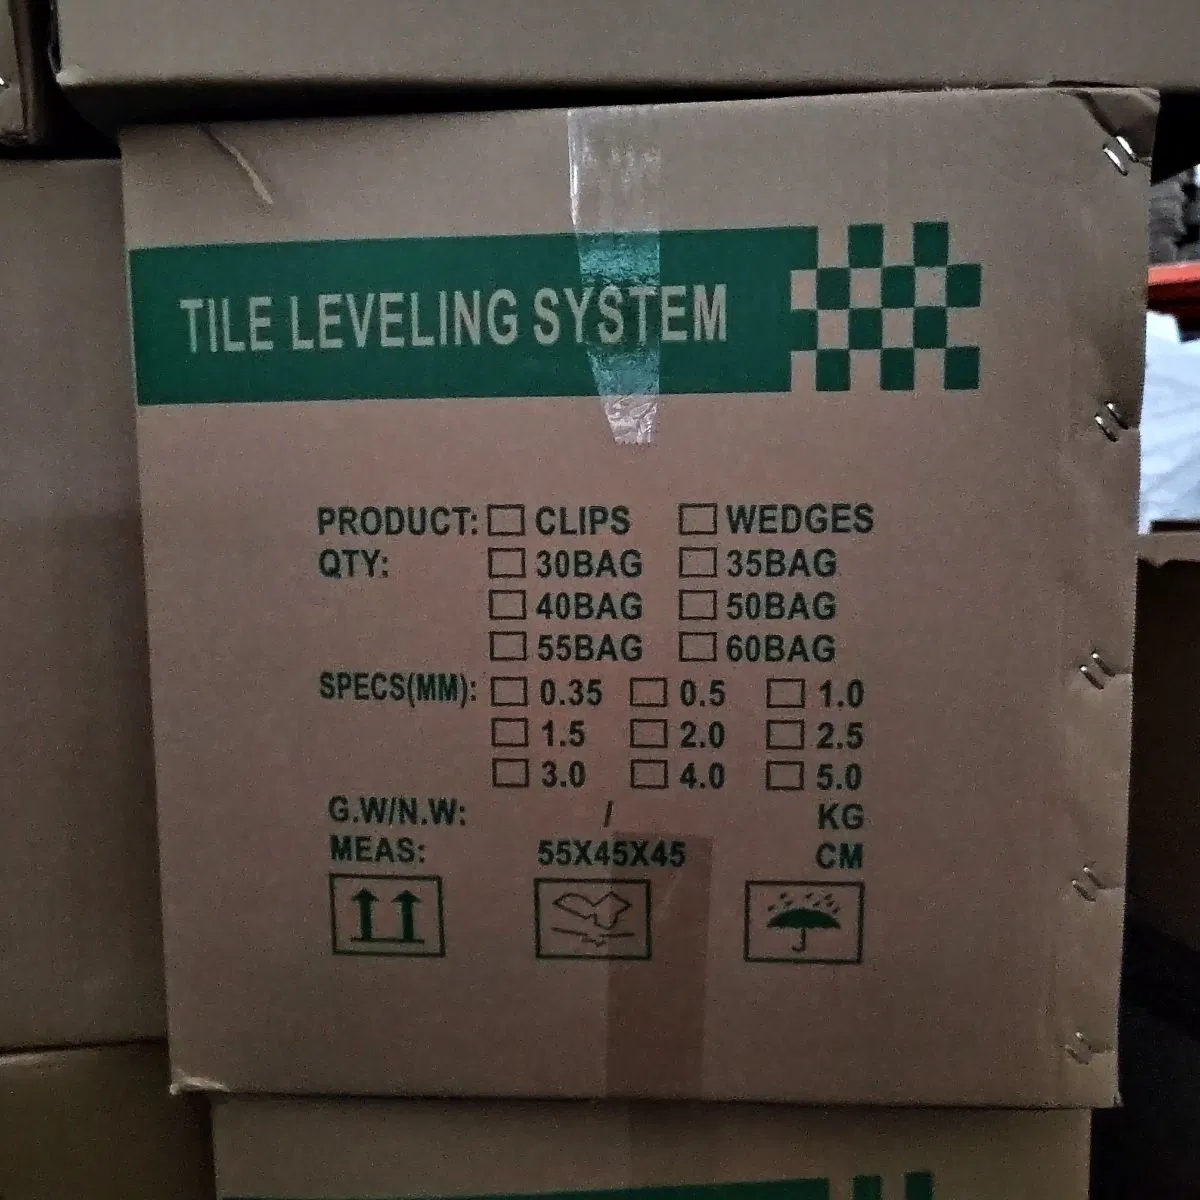 TILE LEVELING SYSTEM
PRODUCT: CLIPS WEDGES
QTY: 30BAG 35BAG
40BAG 50BAG
55BAG 60BAG
SPECS(MM): 0.35 0.5 1.0
1.5 2.0 2.5
3.0 4.0 5.0
G.W/N.W: / KG
MEAS: 55X45X45 CM